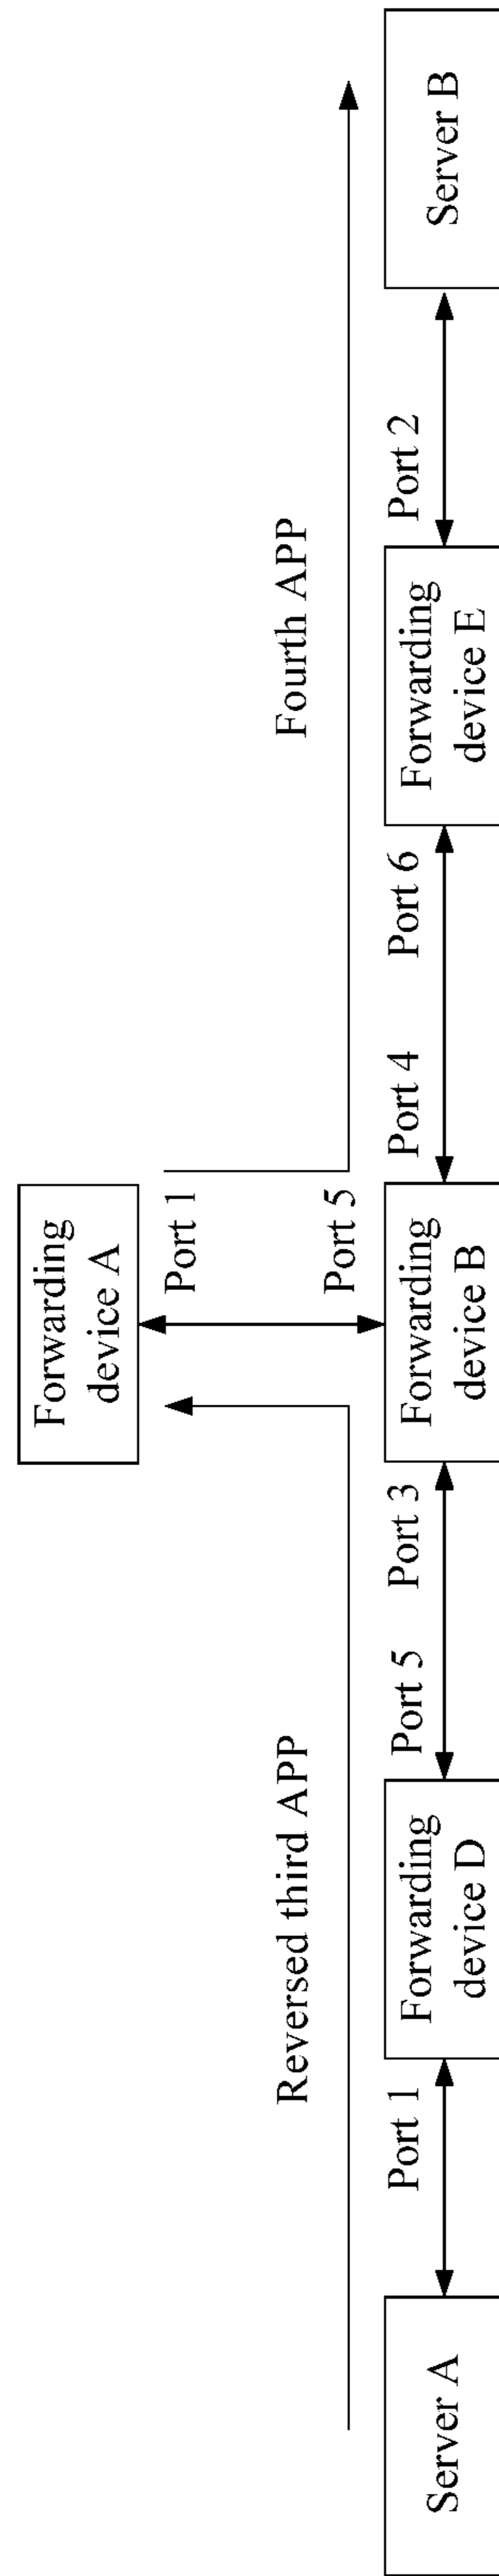 Forwarding
device A
Port 1
Reversed third APP
Fourth APP
Port 5
Server A
Port 1
Forwarding
device D
Port 5
Port 3
Forwarding
device B
Port 4
Port 6
Forwarding
device E
Port 2
Server B